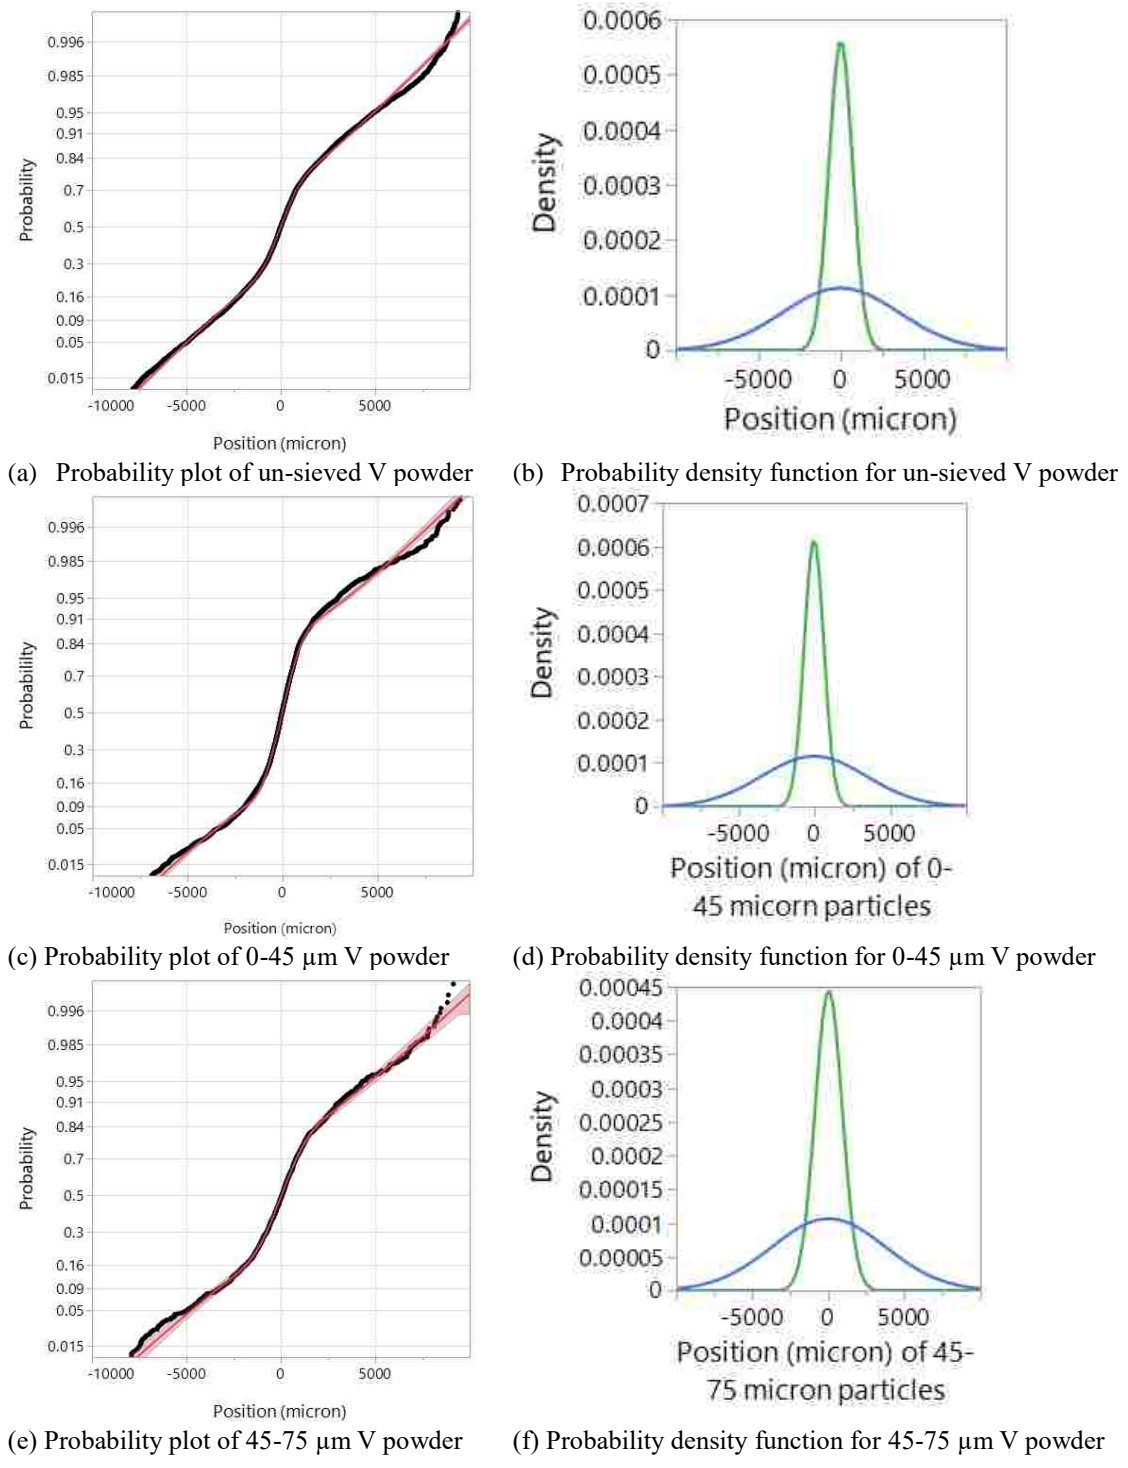 0.996
0.985
0.95
0.91
0.84
0.7
0.5
0.3
0.16
0.09
0.05
0.015
Probability
-10000 -5000 0 5000
Position (micron)
0.0006
0.0005
0.0004
0.0003
0.0002
0.0001
0
Density
-5000 0 5000
Position (micron)
(a) Probability plot of un-sieved V powder
(b) Probability density function for un-sieved V powder
0.996
0.985
0.95
0.91
0.84
0.7
0.5
0.3
0.16
0.09
0.05
0.015
Probability
-10000 -5000 0 5000
Position (micron)
0.0007
0.0006
0.0005
0.0004
0.0003
0.0002
0.0001
0
Density
-5000 0 5000
Position (micron) of 0-
45 micorn particles
(c) Probability plot of 0-45 µm V powder
(d) Probability density function for 0-45 µm V powder
0.996
0.985
0.95
0.91
0.84
0.7
0.5
0.3
0.16
0.09
0.05
0.015
Probability
-10000 -5000 0 5000
Position (micron)
0.00045
0.0004
0.00035
0.0003
0.00025
0.0002
0.00015
0.0001
0.00005
0
Density
-5000 0 5000
Position (micron) of 45-
75 micron particles
(e) Probability plot of 45-75 µm V powder
(f) Probability density function for 45-75 µm V powder